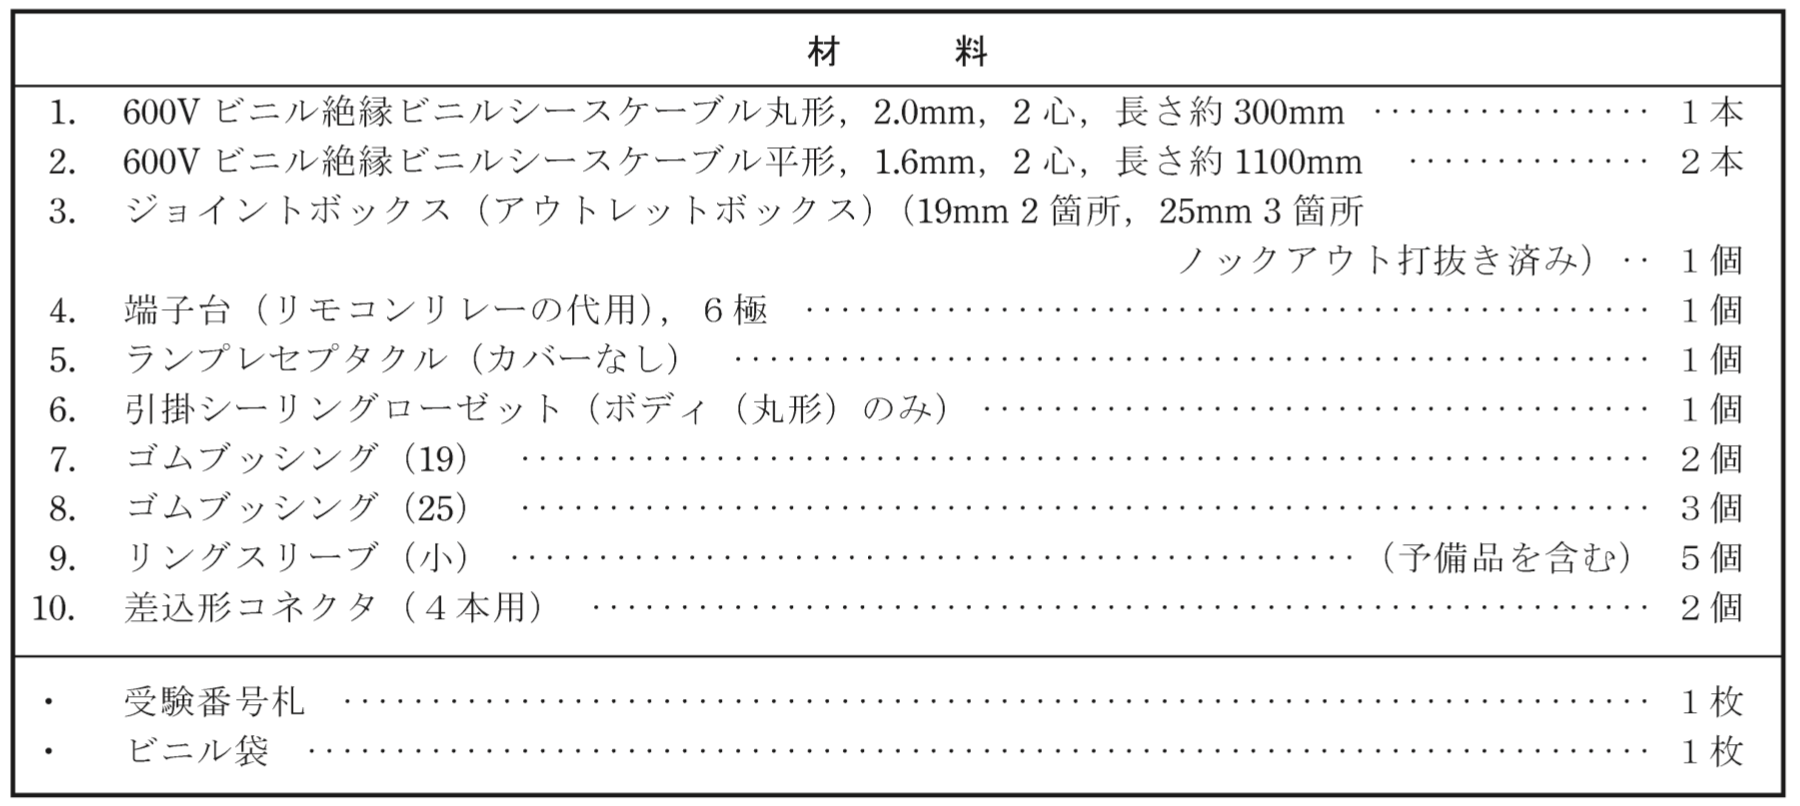 材　料
1. 600V ビニル絶縁ビニルシースケーブル丸形，2.0mm，2 心，長さ約 300mm ‥‥‥‥‥‥‥‥ 1 本
2. 600V ビニル絶縁ビニルシースケーブル平形，1.6mm，2 心，長さ約 1100mm ‥‥‥‥‥‥‥ 2 本
3. ジョイントボックス（アウトレットボックス）（19mm 2 箇所，25mm 3 箇所
ノックアウト打抜き済み） ‥ 1 個
4. 端子台（リモコンリレーの代用），6 極 ‥‥‥‥‥‥‥‥‥‥‥‥ 1 個
5. ランプレセプタクル（カバーなし） ‥‥‥‥‥‥‥‥‥‥‥‥ 1 個
6. 引掛シーリングローゼット（ボディ（丸形）のみ） ‥‥‥‥‥‥‥‥‥‥‥‥ 1 個
7. ゴムブッシング（19） ‥‥‥‥‥‥‥‥‥‥‥‥ 2 個
8. ゴムブッシング（25） ‥‥‥‥‥‥‥‥‥‥‥‥ 3 個
9. リングスリーブ（小） ‥‥‥‥‥‥‥‥‥‥‥‥（予備品を含む） 5 個
10. 差込形コネクタ（4 本用） ‥‥‥‥‥‥‥‥‥‥‥‥ 2 個
・ 受験番号札 ‥‥‥‥‥‥‥‥‥‥‥‥ 1 枚
・ ビニル袋 ‥‥‥‥‥‥‥‥‥‥‥‥ 1 枚